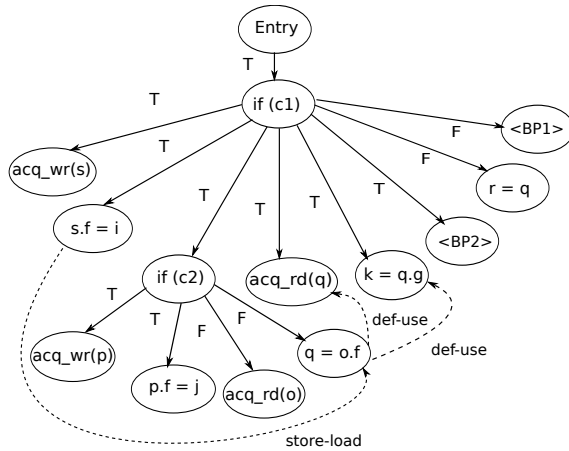 Entry
T
if (c1)
T
T
T
T
T
T
F
F
<BP1>
acq_wr(s)
r = q
s.f = i
<BP2>
if (c2)
acq_rd(q)
k = q.g
T
T
F
F
def-use
def-use
acq_wr(p)
q = o.f
p.f = j
acq_rd(o)
store-load